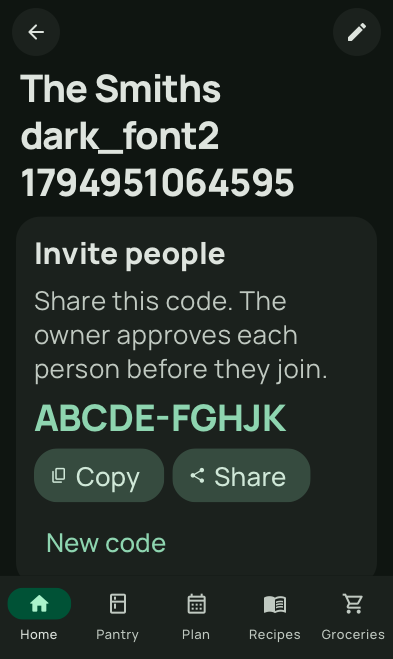 The Smiths
dark_font2
1794951064595
Invite people
Share this code. The
owner approves each
person before they join.
ABCDE-FGHJK
Copy
Share
New code
Home
Pantry
Plan
Recipes
Groceries